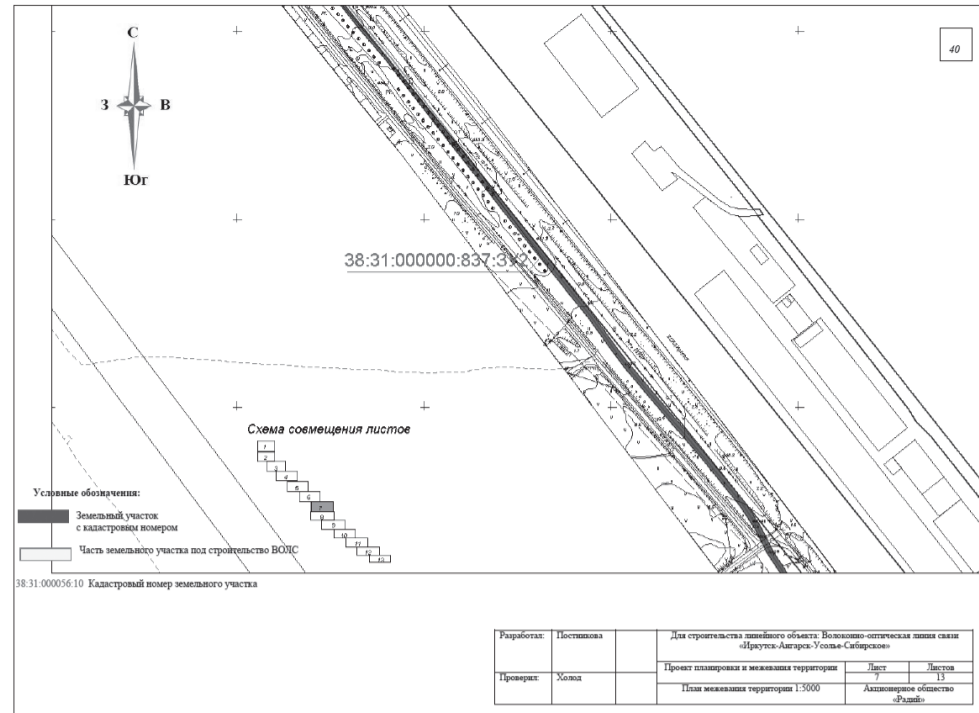 С
40
З В
Юг
38:31:000000:837:ЗУ2
Схема совмещения листов
1
2
3
4
5
6
7
8
9
10
11
12
13
Условные обозначения:
Земельный участок
с кадастровым номером
Часть земельного участка под строительство ВОЛС
38:31:000056:10 Кадастровый номер земельного участка
Разработал: Постникова Для строительства линейного объекта: Волоконно-оптическая линия связи
«Иркутск-Ангарск-Усолье-Сибирское»
Проект планировки и межевания территории Лист Листов
Проверил: Холод 7 13
План межевания территории 1:5000 Акционерное общество
«Радий»